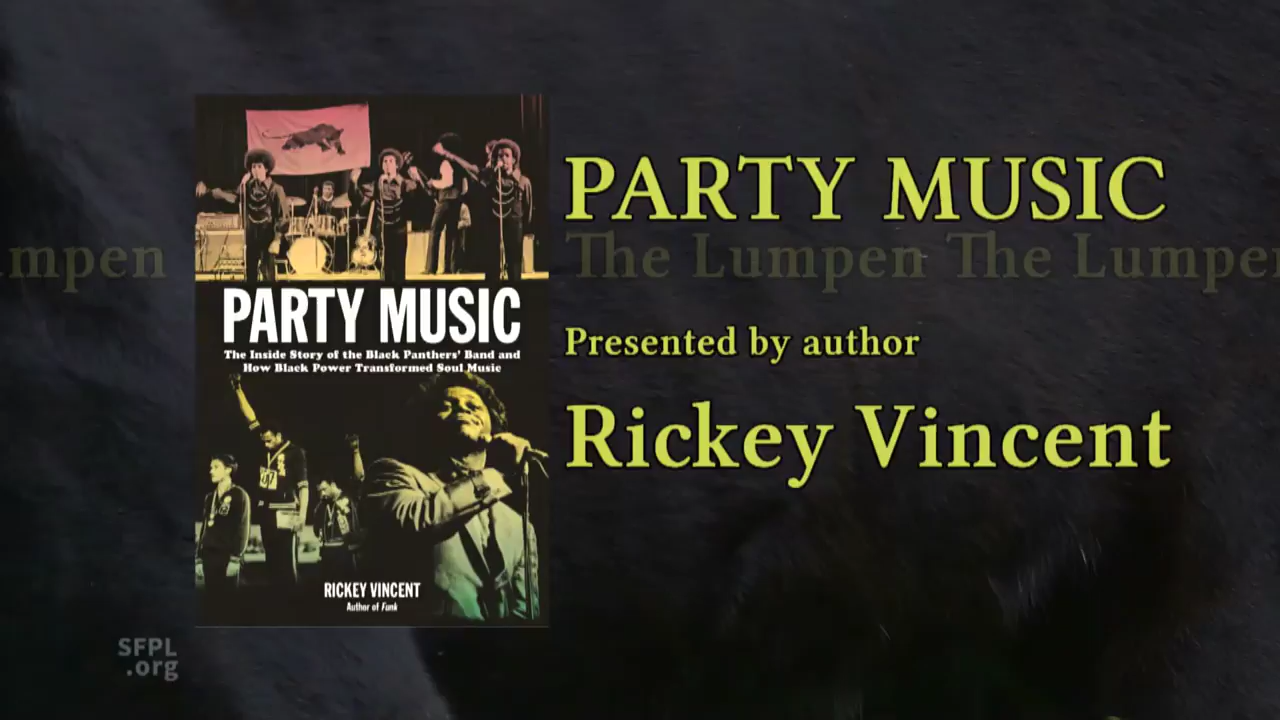 PARTY MUSIC
The Inside Story of the Black Panthers' Band and
How Black Power Transformed Soul Music
RICKEY VINCENT
Author of Funk
PARTY MUSIC
The Lumpen The Lumpen
Presented by author
Rickey Vincent
SFPL
.org